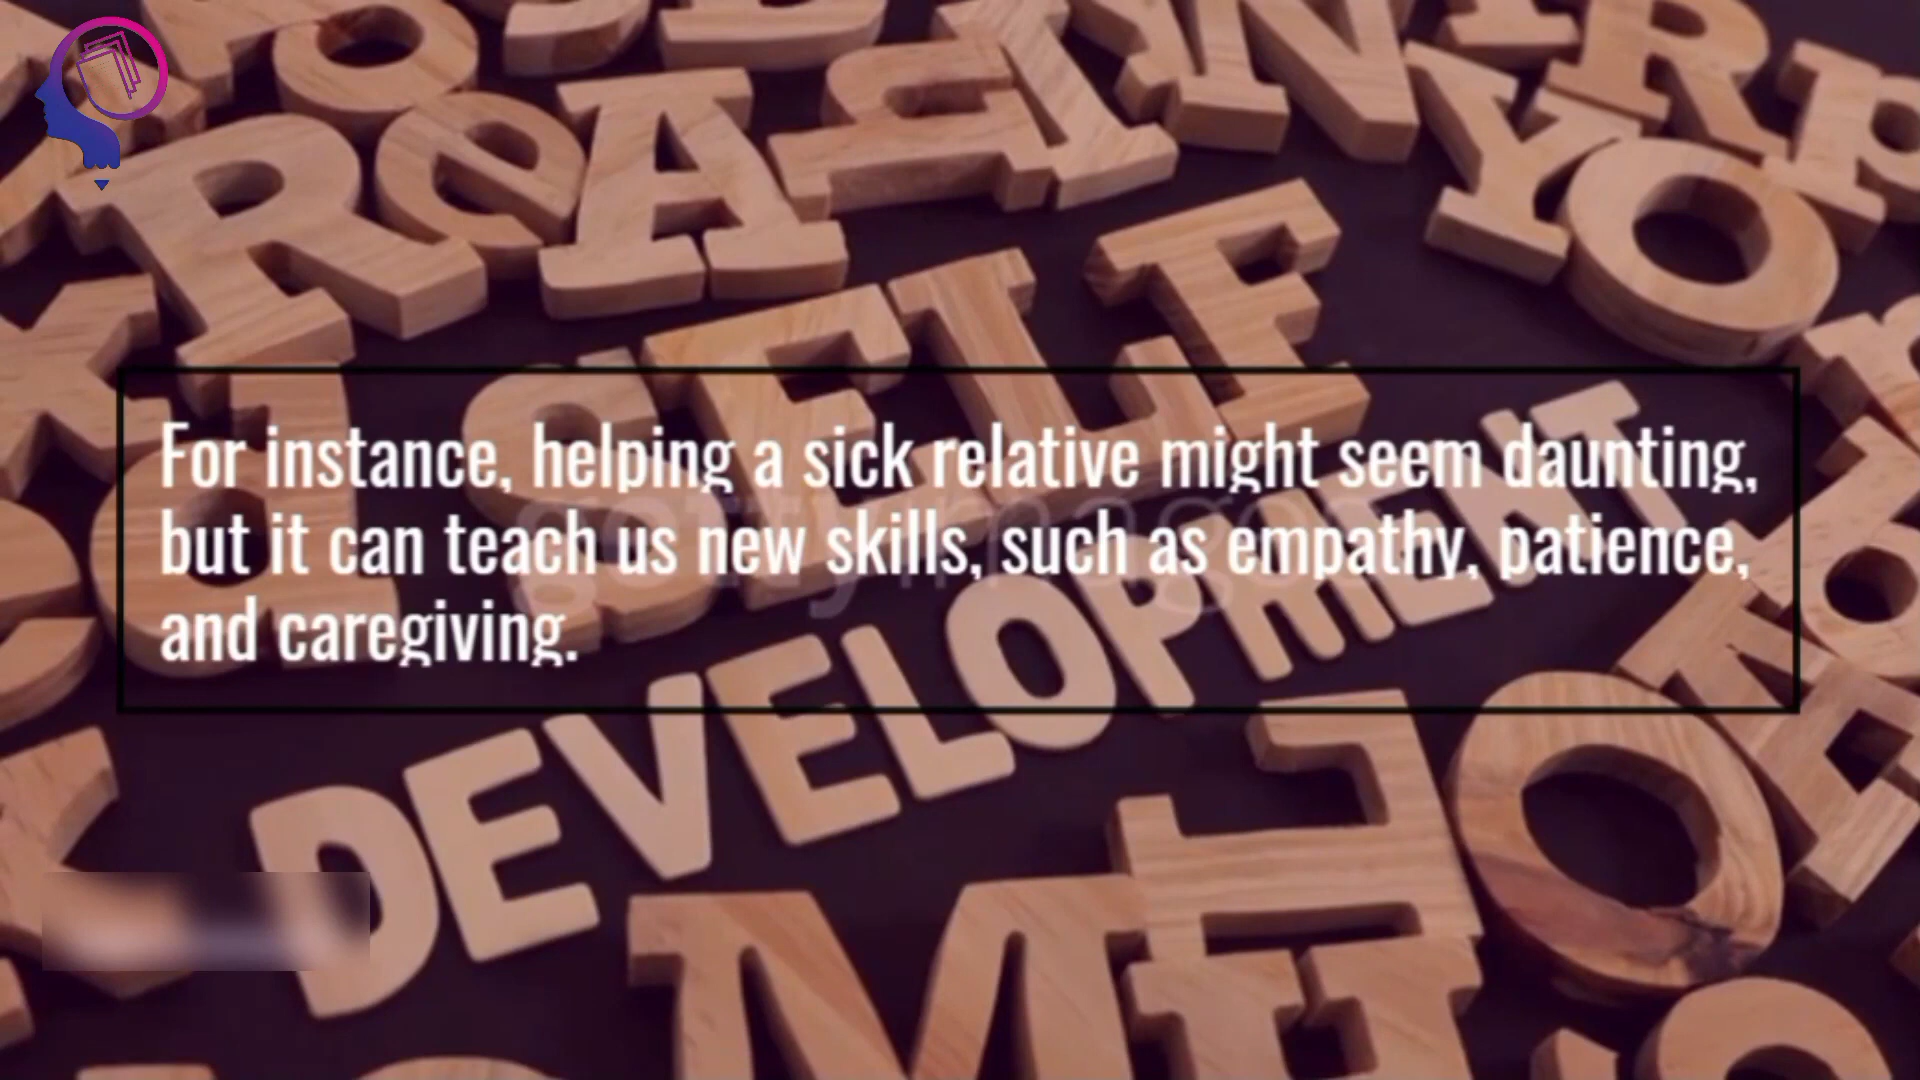 SELF
For instance, helping a sick relative might seem daunting,
but it can teach us new skills, such as empathy, patience,
and caregiving.
gettyimages
DEVELOPMENT